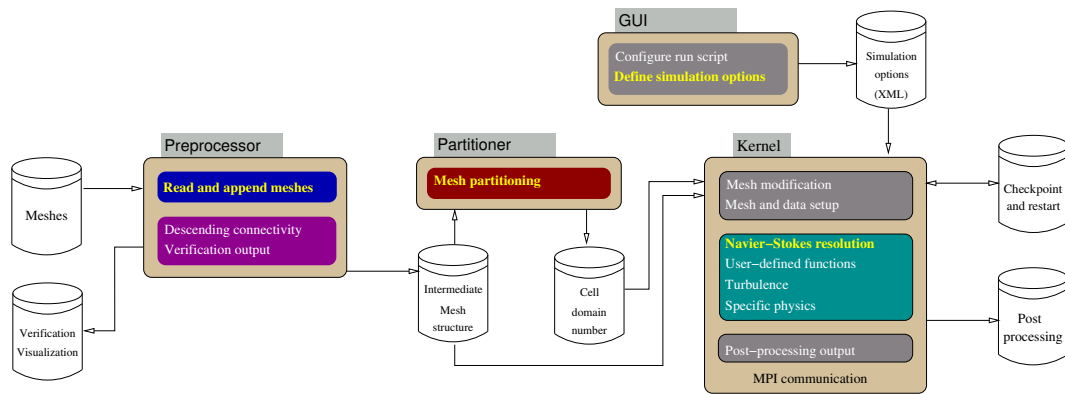 GUI
Configure run script
Define simulation options
Simulation
options
(XML)
Preprocessor
Read and append meshes
Descending connectivity
Verification output
Meshes
Verification
Visualization
Partitioner
Mesh partitioning
Intermediate
Mesh
structure
Cell
domain
number
Kernel
Mesh modification
Mesh and data setup
Navier−Stokes resolution
User−defined functions
Turbulence
Specific physics
Post−processing output
MPI communication
Checkpoint
and restart
Post
processing